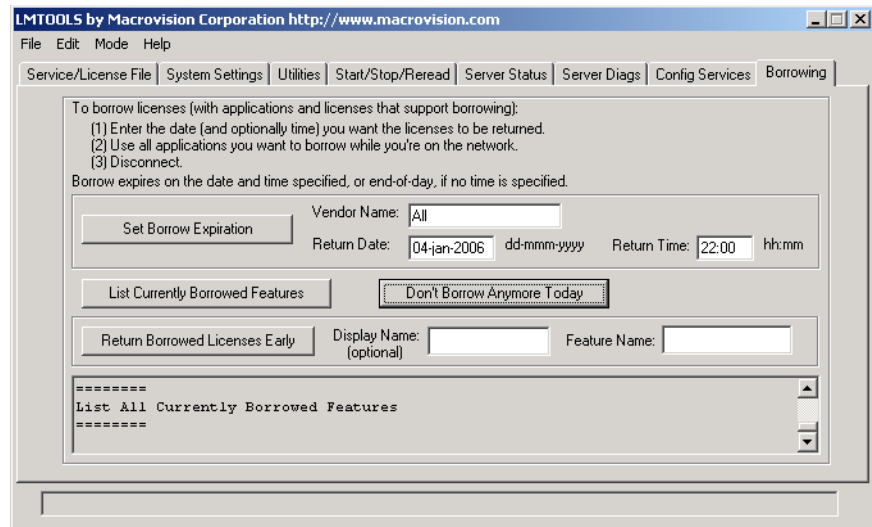 LMTOOLS by Macrovision Corporation http://www.macrovision.com
File Edit Mode Help
Service/License File System Settings Utilities Start/Stop/Reread Server Status Server Diags Config Services Borrowing
To borrow licenses (with applications and licenses that support borrowing):
(1) Enter the date (and optionally time) you want the licenses to be returned.
(2) Use all applications you want to borrow while you're on the network.
(3) Disconnect.
Borrow expires on the date and time specified, or end-of-day, if no time is specified.
Set Borrow Expiration
Vendor Name: All
Return Date: 04-jan-2006 dd-mmm-yyyy Return Time: 22:00 hh:mm
List Currently Borrowed Features Don't Borrow Anymore Today
Return Borrowed Licenses Early Display Name: Feature Name:
(optional)
========
List All Currently Borrowed Features
========